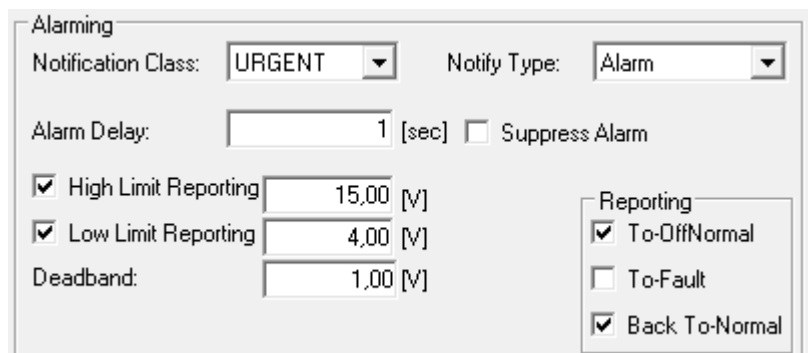 Alarming
Notification Class: URGENT Notify Type: Alarm
Alarm Delay: 1 [sec] Suppress Alarm
High Limit Reporting 15,00 [V]
Low Limit Reporting 4,00 [V]
Deadband: 1,00 [V]
Reporting
To-OffNormal
To-Fault
Back To-Normal